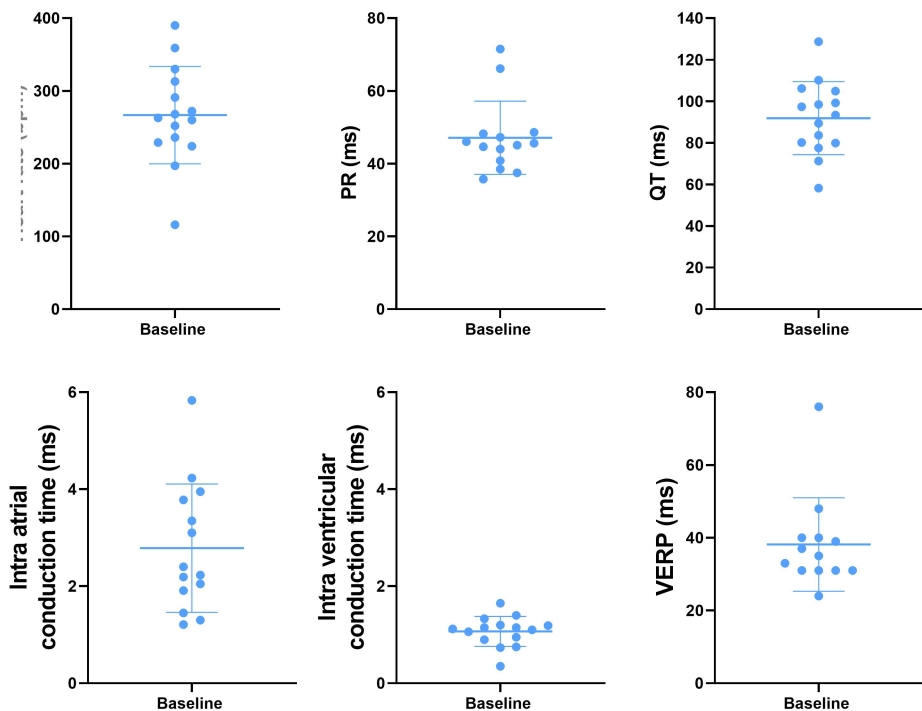 400
300
200
100
0
Baseline
PR (ms)
80
60
40
20
0
Baseline
QT (ms)
140
120
100
80
60
40
20
0
Baseline
Intra atrial
conduction time (ms)
6
4
2
0
Baseline
Intra ventricular
conduction time (ms)
6
4
2
0
Baseline
VERP (ms)
80
60
40
20
0
Baseline